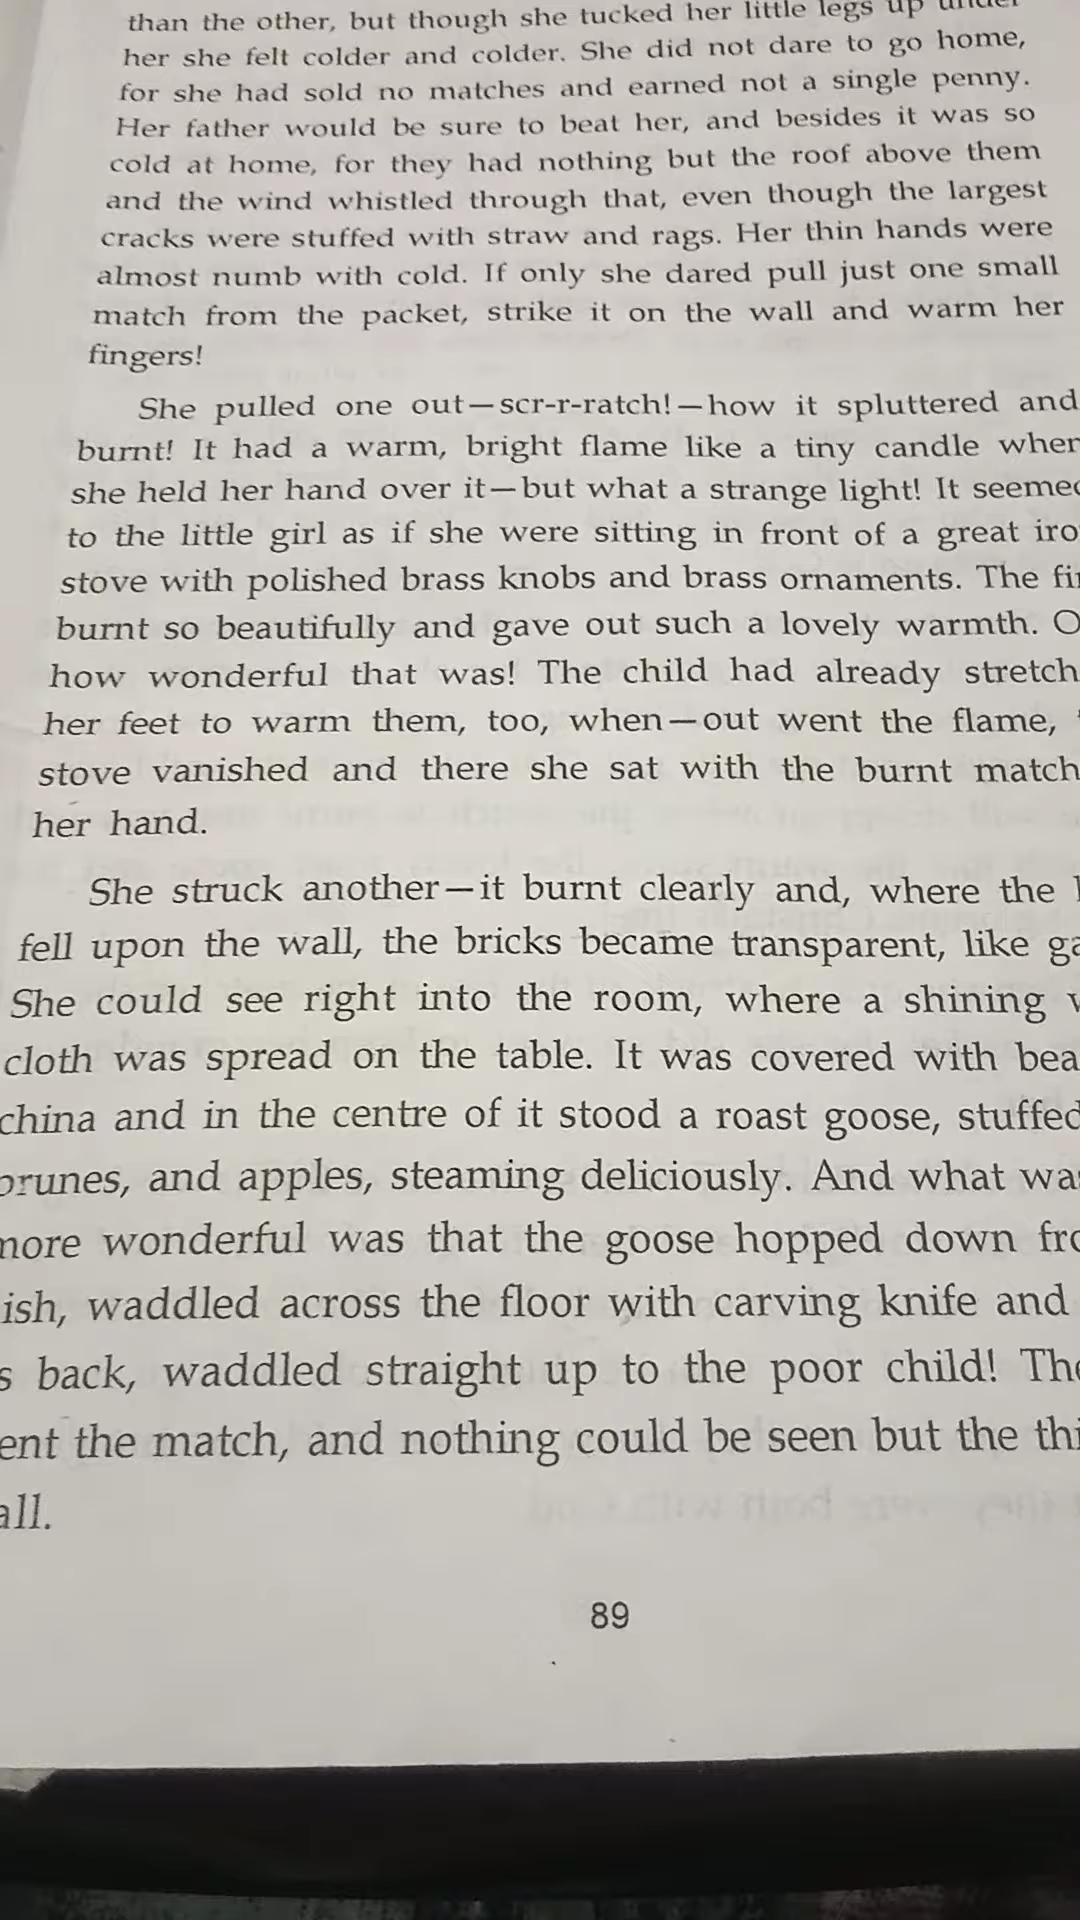 than the other, but though she tucked her little legs up under
her she felt colder and colder. She did not dare to go home,
for she had sold no matches and earned not a single penny.
Her father would be sure to beat her, and besides it was so
cold at home, for they had nothing but the roof above them
and the wind whistled through that, even though the largest
cracks were stuffed with straw and rags. Her thin hands were
almost numb with cold. If only she dared pull just one small
match from the packet, strike it on the wall and warm her
fingers!
She pulled one out—scr-r-ratch!—how it spluttered and
burnt! It had a warm, bright flame like a tiny candle when
she held her hand over it—but what a strange light! It seemed
to the little girl as if she were sitting in front of a great iro
stove with polished brass knobs and brass ornaments. The fir
burnt so beautifully and gave out such a lovely warmth. O
how wonderful that was! The child had already stretch
her feet to warm them, too, when—out went the flame,
stove vanished and there she sat with the burnt match
her hand.
She struck another—it burnt clearly and, where the
fell upon the wall, the bricks became transparent, like ga
She could see right into the room, where a shining
cloth was spread on the table. It was covered with bea
china and in the centre of it stood a roast goose, stuffed
prunes, and apples, steaming deliciously. And what was
more wonderful was that the goose hopped down fro
ish, waddled across the floor with carving knife and
s back, waddled straight up to the poor child! The
ent the match, and nothing could be seen but the thi
all.
89